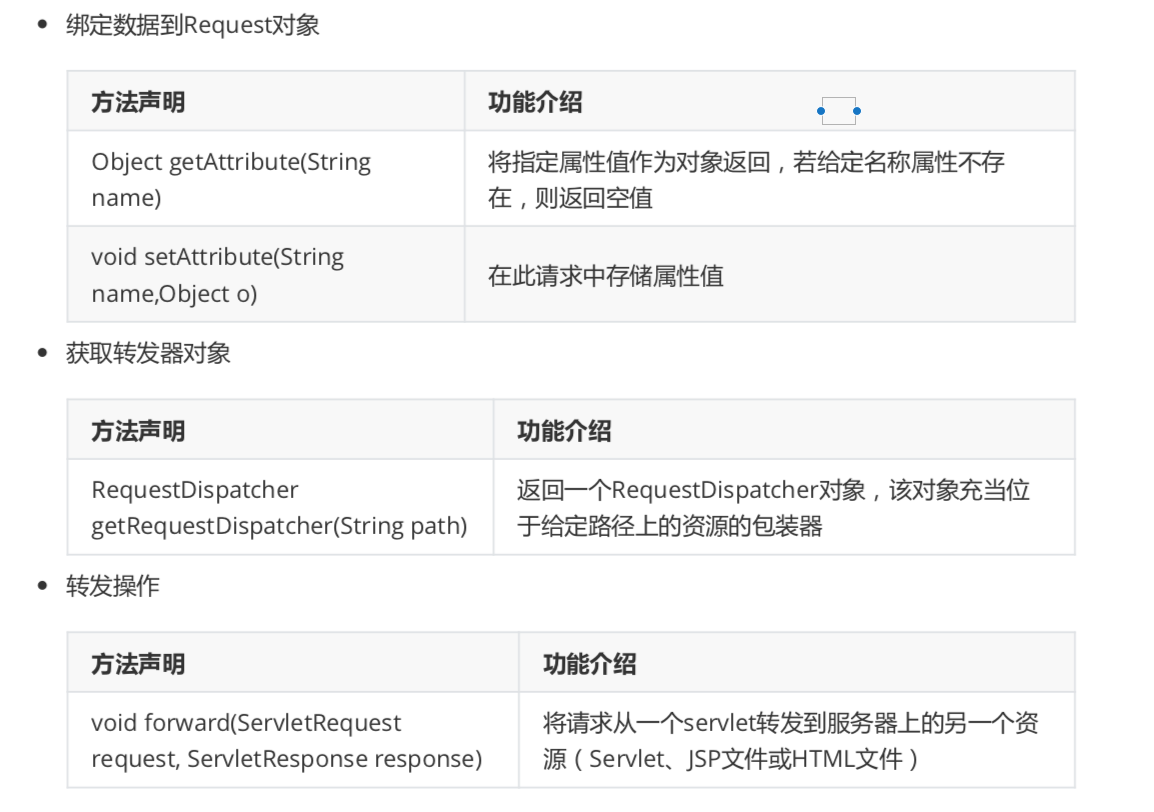 绑定数据到Request对象
方法声明 功能介绍
Object getAttribute(String 将指定属性值作为对象返回，若给定名称属性不存
name) 在，则返回空值
void setAttribute(String
在此请求中存储属性值
name,Object o)
获取转发器对象
方法声明 功能介绍
RequestDispatcher 返回一个RequestDispatcher对象，该对象充当位
getRequestDispatcher(String path) 于给定路径上的资源的包装器
转发操作
方法声明 功能介绍
void forward(ServletRequest 将请求从一个servlet转发到服务器上的另一个资
request, ServletResponse response) 源（Servlet、JSP文件或HTML文件）